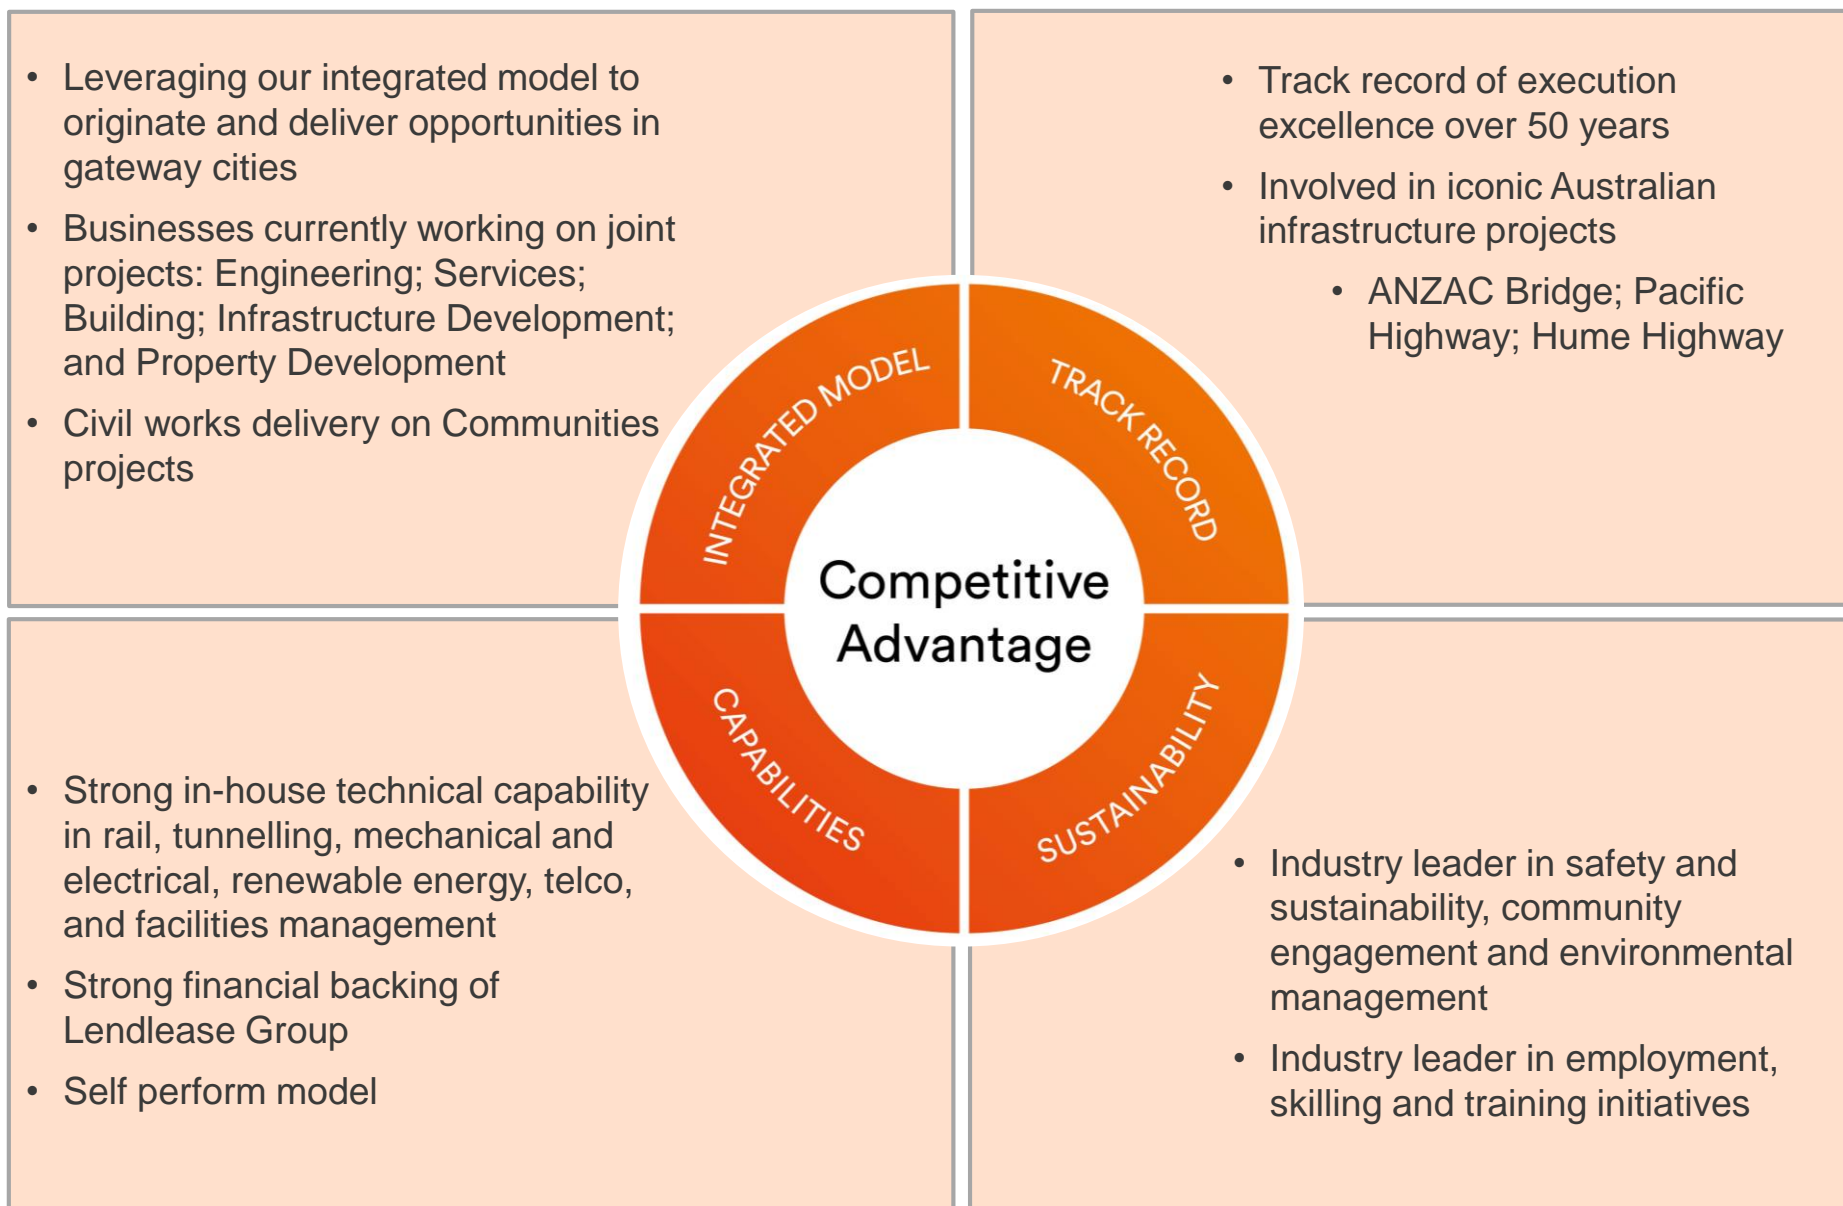 • Leveraging our integrated model to
originate and deliver opportunities in
gateway cities
• Businesses currently working on joint
projects: Engineering; Services;
Building; Infrastructure Development;
and Property Development
• Civil works delivery on Communities
projects
• Track record of execution
excellence over 50 years
• Involved in iconic Australian
infrastructure projects
• ANZAC Bridge; Pacific
Highway; Hume Highway
INTEGRATED MODEL
TRACK RECORD
Competitive
Advantage
CAPABILITIES
SUSTAINABILITY
• Strong in-house technical capability
in rail, tunnelling, mechanical and
electrical, renewable energy, telco,
and facilities management
• Strong financial backing of
Lendlease Group
• Self perform model
• Industry leader in safety and
sustainability, community
engagement and environmental
management
• Industry leader in employment,
skilling and training initiatives